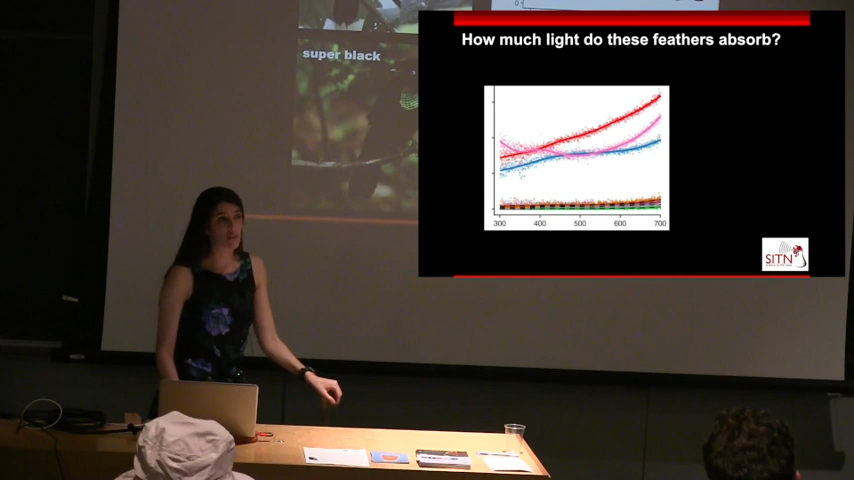 super black
How much light do these feathers absorb?
300 400 500 600 700
SITN